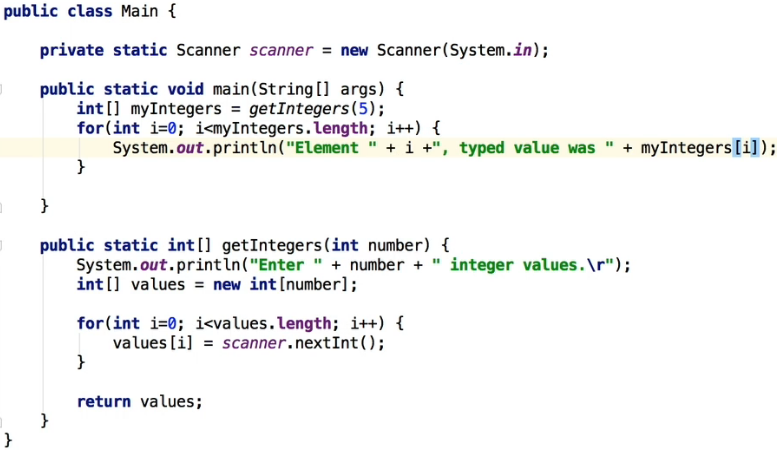 public class Main {
private static Scanner scanner = new Scanner(System.in);
public static void main(String[] args) {
int[] myIntegers = getIntegers(5);
for(int i=0; i<myIntegers.length; i++) {
System.out.println("Element " + i +", typed value was " + myIntegers[i]);
}
}
public static int[] getIntegers(int number) {
System.out.println("Enter " + number + " integer values.\r");
int[] values = new int[number];
for(int i=0; i<values.length; i++) {
values[i] = scanner.nextInt();
}
return values;
}
}